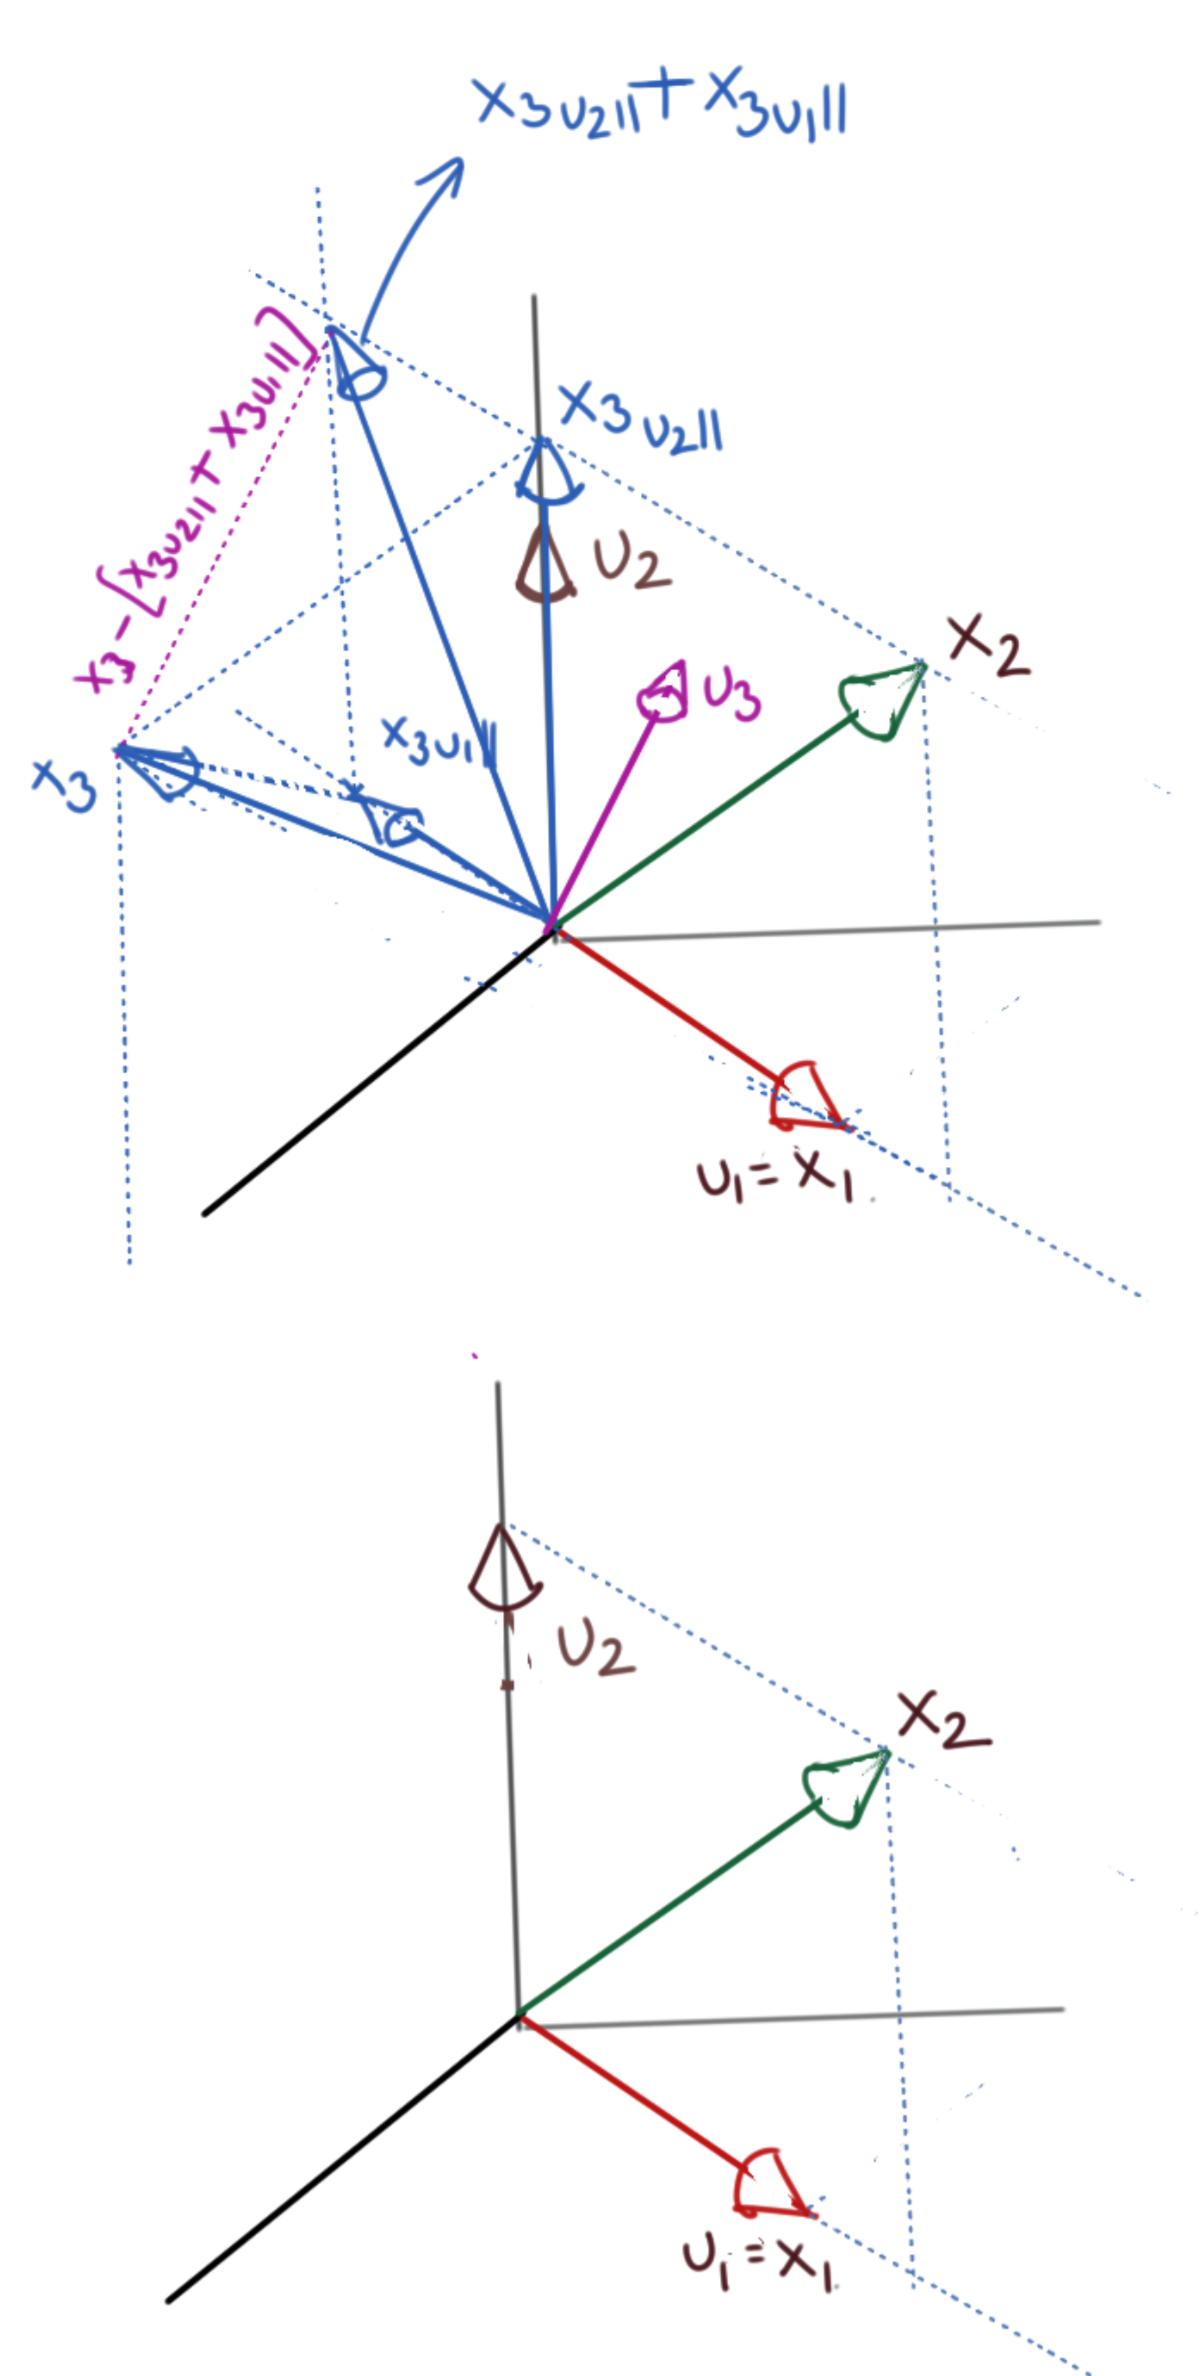 x3u2|| + x3u1||
x3 - [x3u2|| + x3u1||]
x3u2||
u2
x2
u3
x3u1||
x3
u1 = x1
u2
x2
u1 = x1